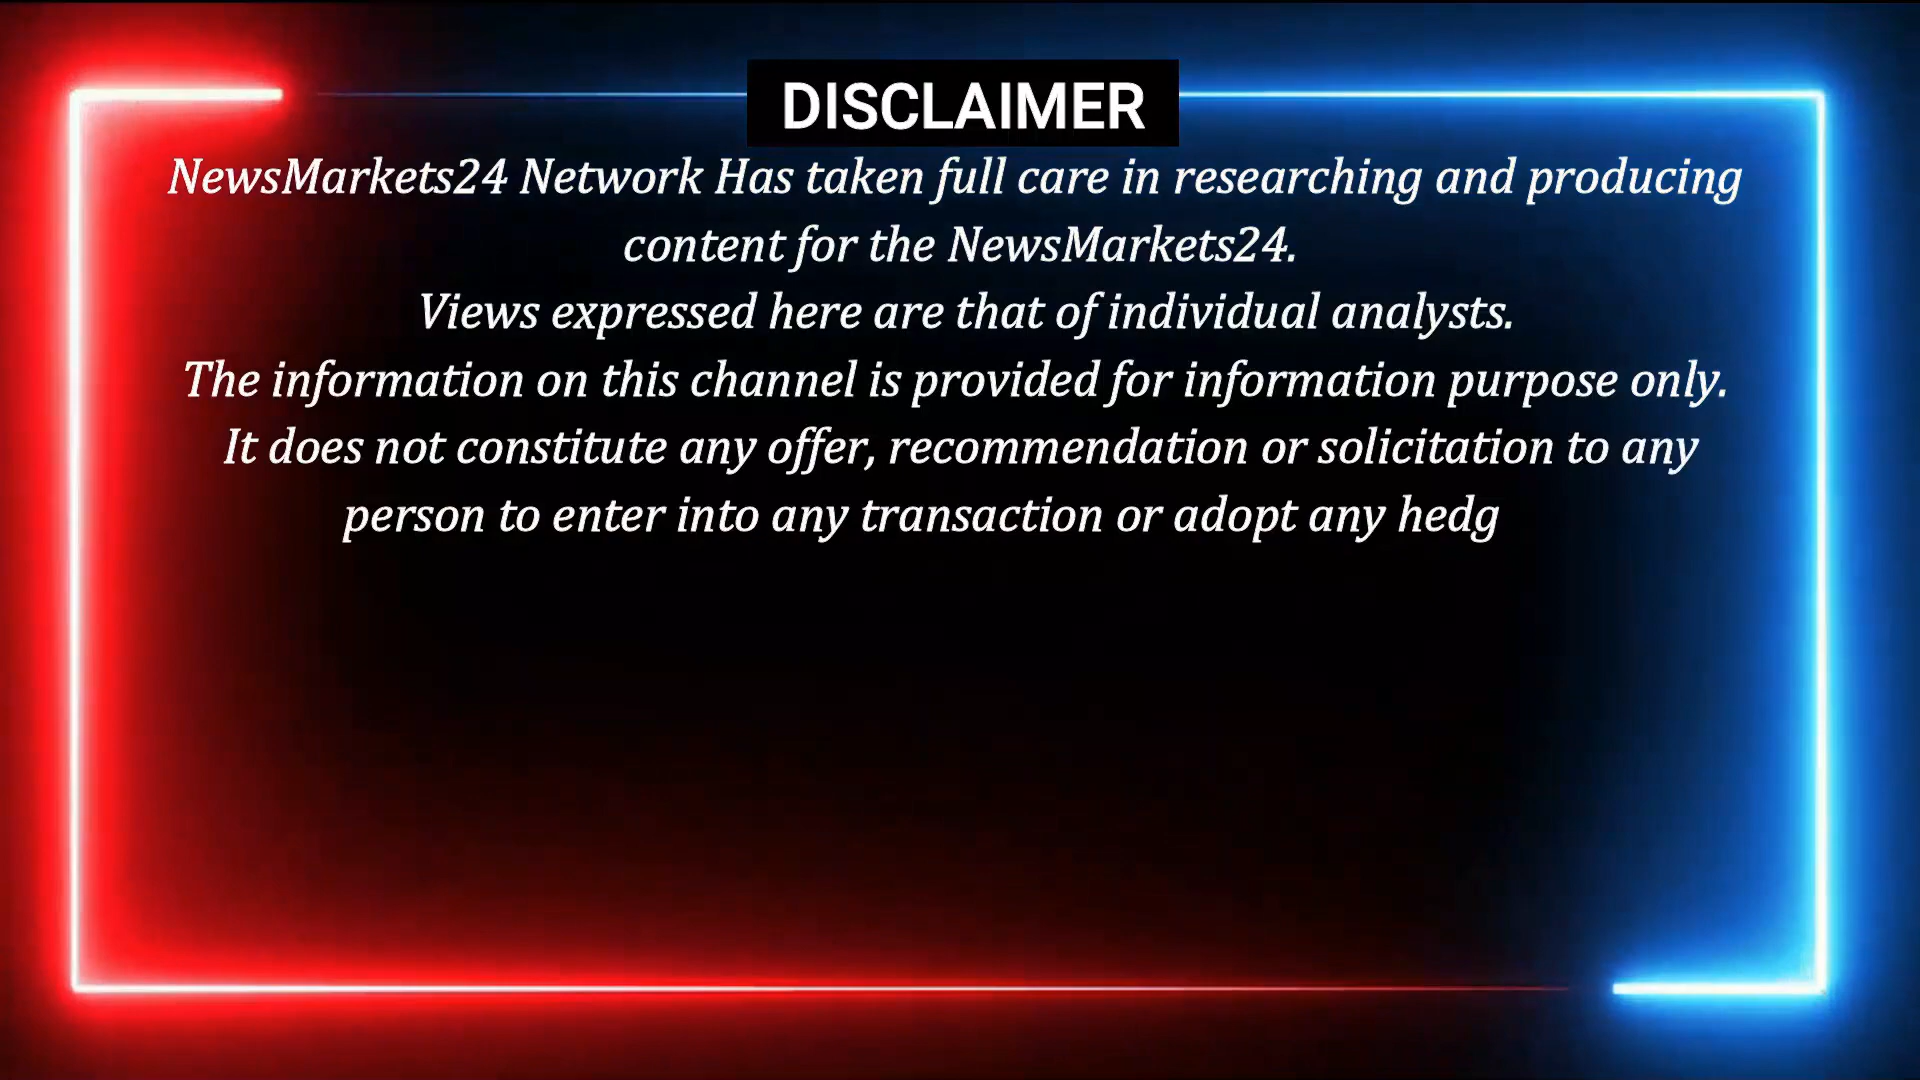 DISCLAIMER
NewsMarkets24 Network Has taken full care in researching and producing
content for the NewsMarkets24.
Views expressed here are that of individual analysts.
The information on this channel is provided for information purpose only.
It does not constitute any offer, recommendation or solicitation to any
person to enter into any transaction or adopt any hedg